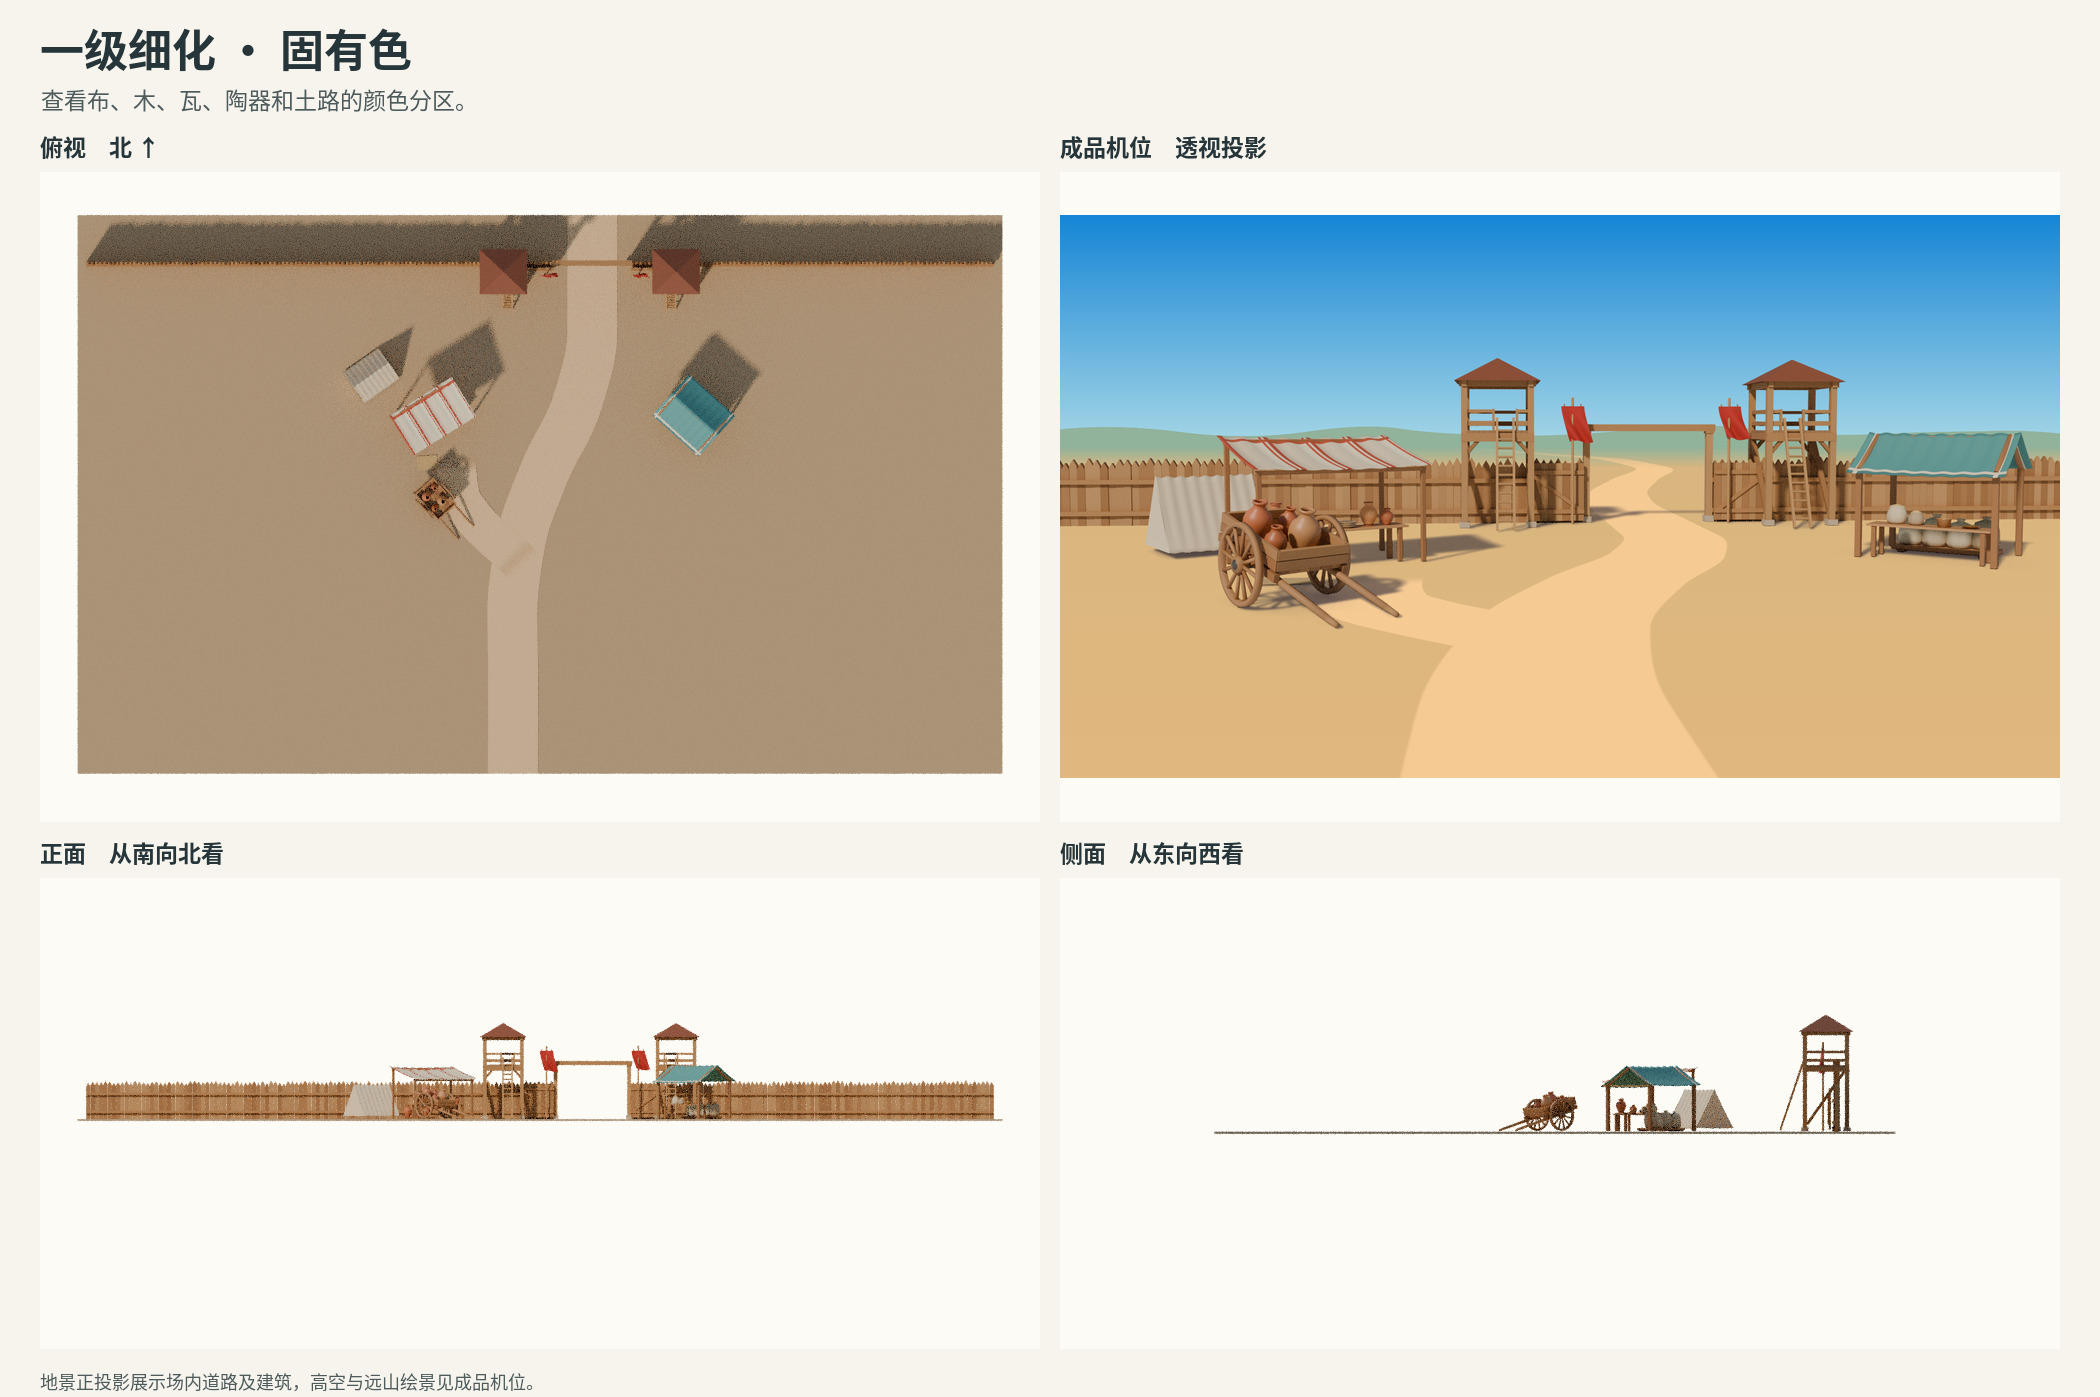 一级细化 · 固有色
查看布、木、瓦、陶器和土路的颜色分区。
俯视 北 ↑
成品机位 透视投影
正面 从南向北看
侧面 从东向西看
地景正投影展示场内道路及建筑，高空与远山绘景见成品机位。